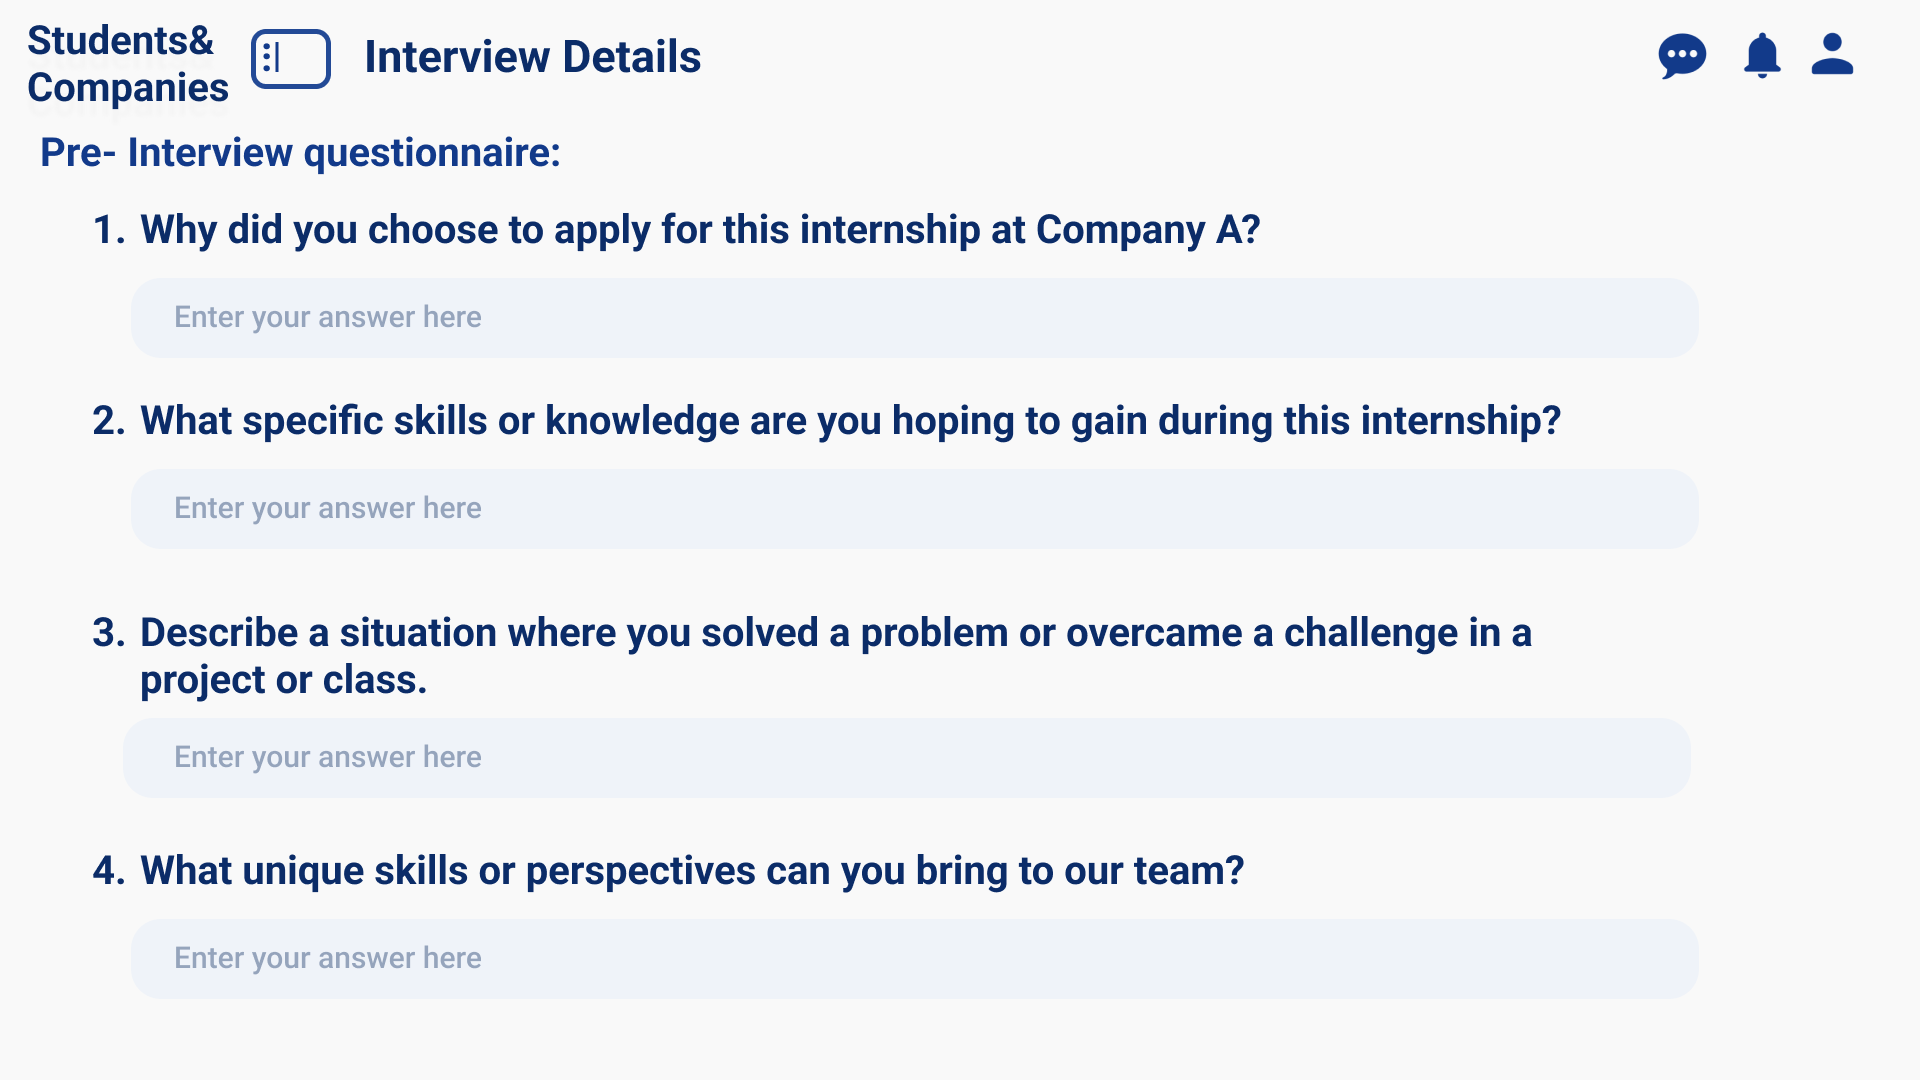 Students&
Companies
Interview Details
Pre- Interview questionnaire:
1. Why did you choose to apply for this internship at Company A?
Enter your answer here
2. What specific skills or knowledge are you hoping to gain during this internship?
Enter your answer here
3. Describe a situation where you solved a problem or overcame a challenge in a
project or class.
Enter your answer here
4. What unique skills or perspectives can you bring to our team?
Enter your answer here